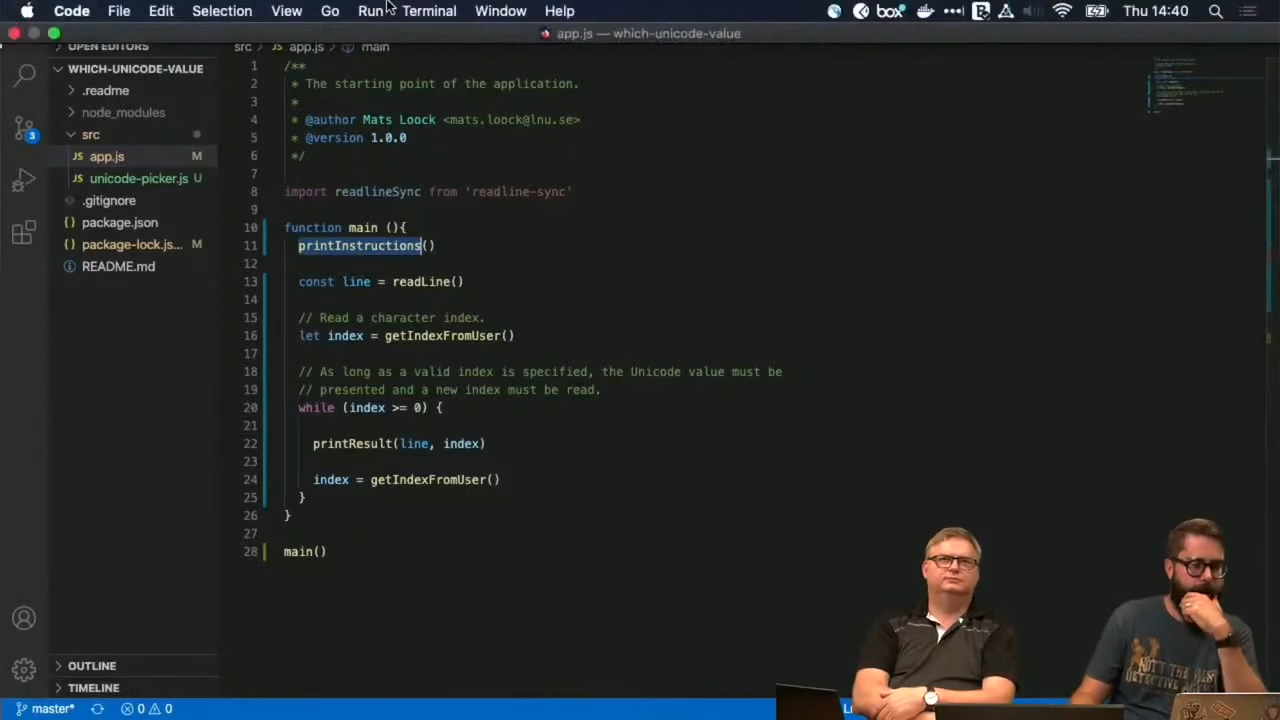 Code File Edit Selection View Go Run Terminal Window Help box Thu 14:40
app.js — which-unicode-value
OPEN EDITORS
WHICH-UNICODE-VALUE
.readme
node_modules
src
app.js M
unicode-picker.js U
.gitignore
package.json
package-lock.js... M
README.md
OUTLINE
TIMELINE
3
src > app.js > main
1 /**
2 * The starting point of the application.
3 *
4 * @author Mats Loock <mats.loock@lnu.se>
5 * @version 1.0.0
6 */
7
8 import readlineSync from 'readline-sync'
9
10 function main (){
11 printInstructions()
12
13 const line = readLine()
14
15 // Read a character index.
16 let index = getIndexFromUser()
17
18 // As long as a valid index is specified, the Unicode value must be
19 // presented and a new index must be read.
20 while (index >= 0) {
21
22 printResult(line, index)
23
24 index = getIndexFromUser()
25 }
26 }
27
28 main()
NOTT THE BEST
DETECTIVE AGENCY
master* 0 0